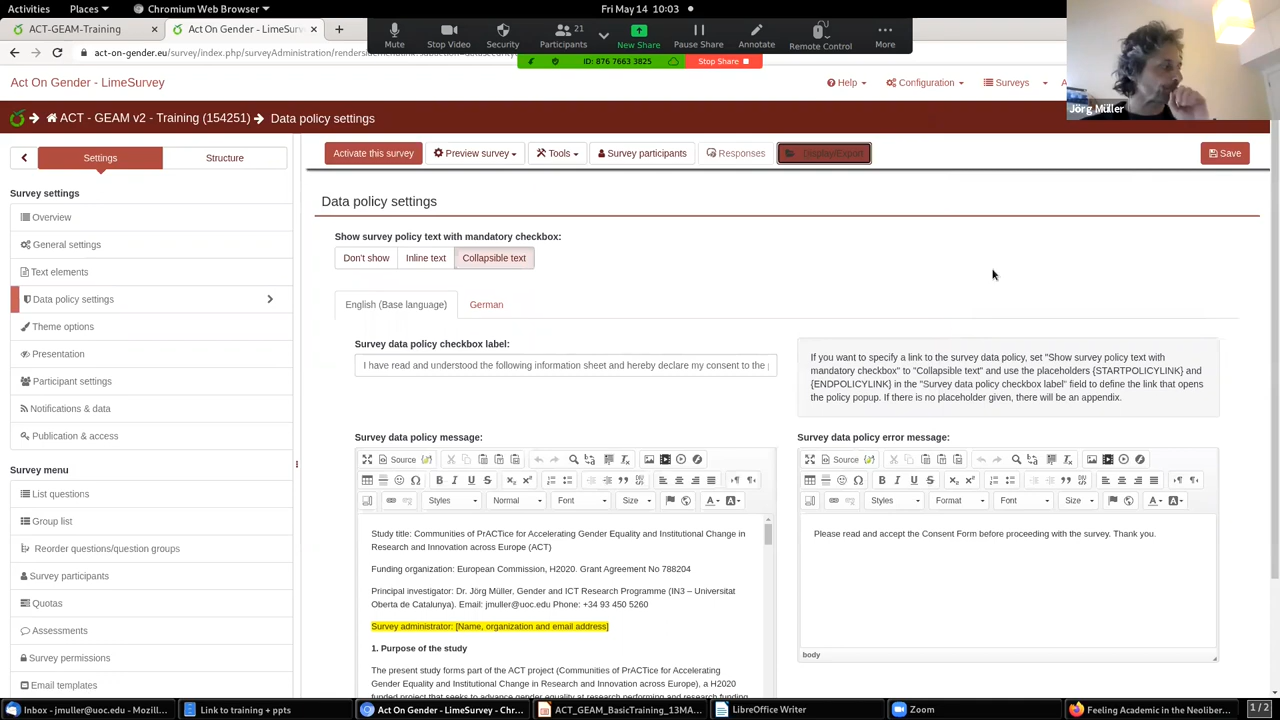 Activities Places Chromium Web Browser Fri May 14 10:03
ACT-GEAM-Training
Act On Gender - LimeSurv
Mute
Stop Video
Security
Participants
21
New Share
Pause Share
Annotate
Remote Control
More
ID: 876 7663 3825
Stop Share
Jörg Müller
Act On Gender - LimeSurvey
Help
Configuration
Surveys
ACT - GEAM v2 - Training (154251)
Data policy settings
Settings
Structure
Activate this survey
Preview survey
Tools
Survey participants
Responses
Display/Export
Save
Survey settings
Overview
General settings
Text elements
Data policy settings
Theme options
Presentation
Participant settings
Notifications & data
Publication & access
Survey menu
List questions
Group list
Reorder questions/question groups
Survey participants
Quotas
Assessments
Survey permissions
Email templates
Data policy settings
Show survey policy text with mandatory checkbox:
Don't show
Inline text
Collapsible text
English (Base language)
German
Survey data policy checkbox label:
I have read and understood the following information sheet and hereby declare my consent to the
If you want to specify a link to the survey data policy, set "Show survey policy text with
mandatory checkbox" to "Collapsible text" and use the placeholders {STARTPOLICYLINK} and
{ENDPOLICYLINK} in the "Survey data policy checkbox label" field to define the link that opens
the policy popup. If there is no placeholder given, there will be an appendix.
Survey data policy message:
Source
Styles
Normal
Font
Size
Study title: Communities of PrACTice for Accelerating Gender Equality and Institutional Change in
Research and Innovation across Europe (ACT)
Funding organization: European Commission, H2020. Grant Agreement No 788204
Principal investigator: Dr. Jörg Müller, Gender and ICT Research Programme (IN3 – Universitat
Oberta de Catalunya). Email: jmuller@uoc.edu Phone: +34 93 450 5260
Survey administrator: [Name, organization and email address]
1. Purpose of the study
The present study forms part of the ACT project (Communities of PrACTice for Accelerating
Gender Equality and Institutional Change in Research and Innovation across Europe), a H2020
funded project that seeks to advance gender equality at research performing and research funding
Survey data policy error message:
Source
Styles
Format
Font
Size
Please read and accept the Consent Form before proceeding with the survey. Thank you.
body
Inbox - jmuller@uoc.edu - Mozil...
Link to training + ppts
Act On Gender - LimeSurvey - Chr...
ACT_GEAM_BasicTraining_13MA...
LibreOffice Writer
Zoom
Feeling Academic in the Neoliber...
1 / 2